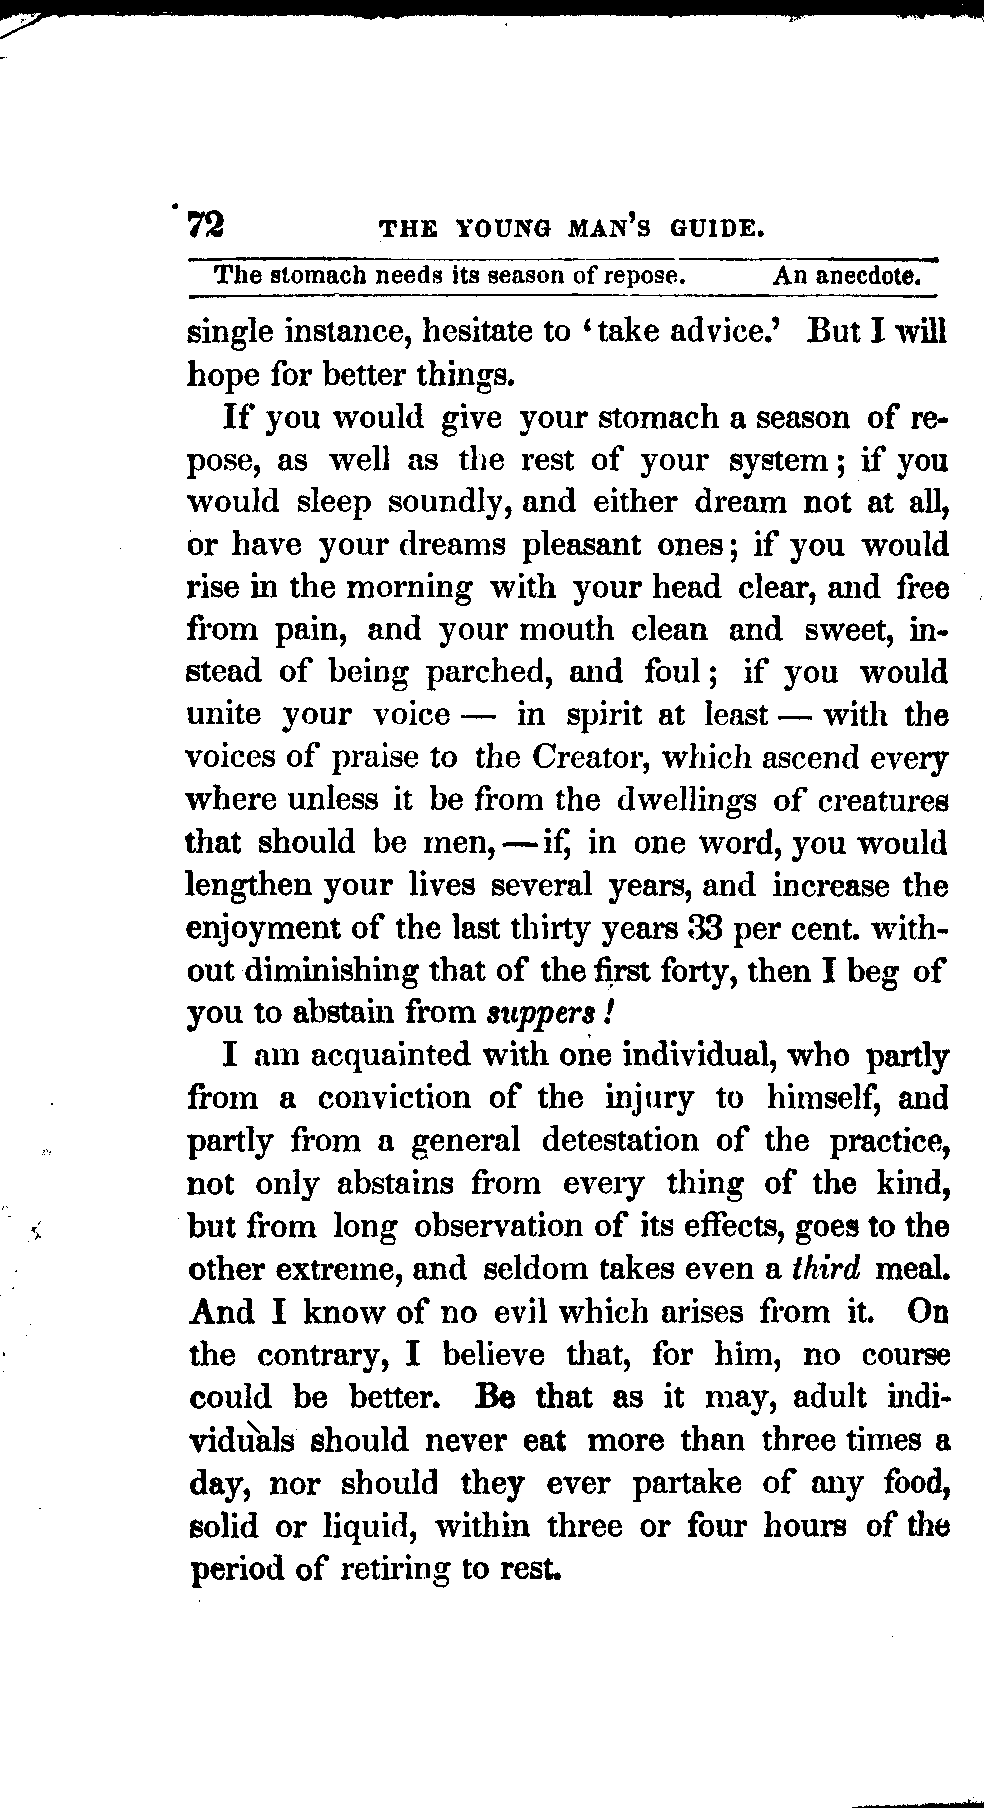 72 THE YOUNG MAN'S GUIDE.
The stomach needs its season of repose. An anecdote.
single instance, hesitate to ‘take advice.’ But I will
hope for better things.
If you would give your stomach a season of re-
pose, as well as the rest of your system; if you
would sleep soundly, and either dream not at all,
or have your dreams pleasant ones; if you would
rise in the morning with your head clear, and free
from pain, and your mouth clean and sweet, in-
stead of being parched, and foul; if you would
unite your voice — in spirit at least — with the
voices of praise to the Creator, which ascend every
where unless it be from the dwellings of creatures
that should be men,—if, in one word, you would
lengthen your lives several years, and increase the
enjoyment of the last thirty years 33 per cent. with-
out diminishing that of the first forty, then I beg of
you to abstain from suppers!
I am acquainted with one individual, who partly
from a conviction of the injury to himself, and
partly from a general detestation of the practice,
not only abstains from every thing of the kind,
but from long observation of its effects, goes to the
other extreme, and seldom takes even a third meal.
And I know of no evil which arises from it. On
the contrary, I believe that, for him, no course
could be better. Be that as it may, adult indi-
viduals should never eat more than three times a
day, nor should they ever partake of any food,
solid or liquid, within three or four hours of the
period of retiring to rest.